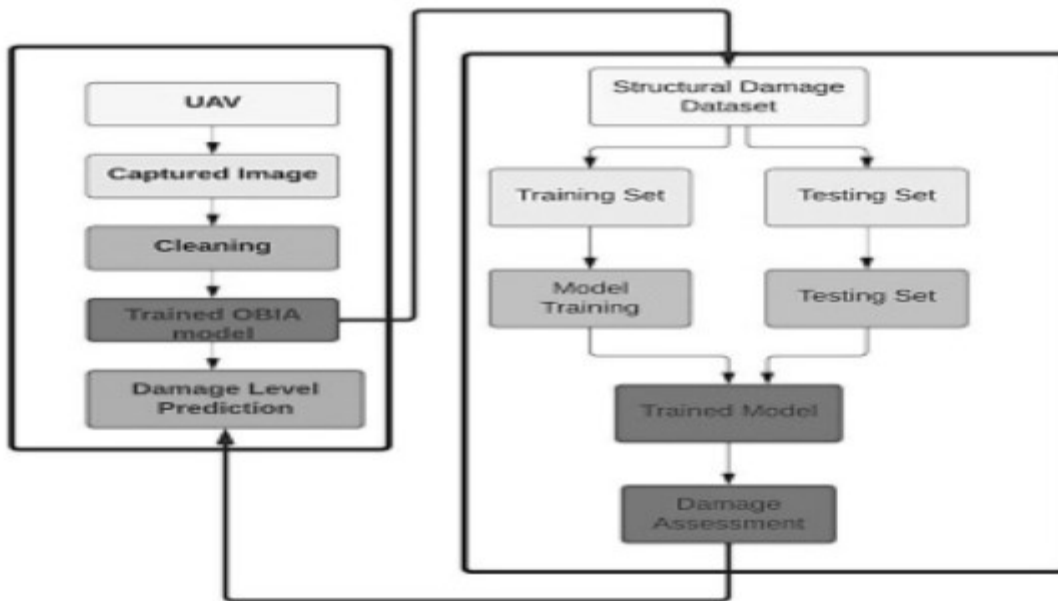 UAV
Captured Image
Cleaning
Trained OBIA
model
Damage Level
Prediction
Structural Damage
Dataset
Training Set
Testing Set
Model
Training
Testing Set
Trained Model
Damage
Assessment